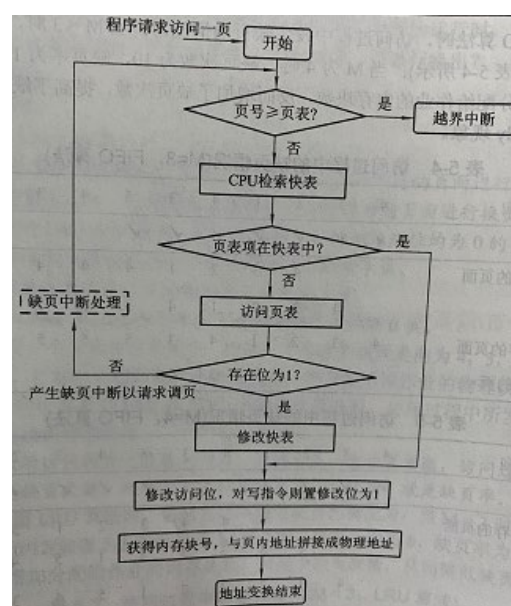 程序请求访问一页
开始
页号≥页表?
是
越界中断
否
CPU检索快表
页表项在快表中?
是
否
访问页表
缺页中断处理
否
存在位为1?
产生缺页中断以请求调页
是
修改快表
修改访问位，对写指令则置修改位为1
获得内存块号，与页内地址拼接成物理地址
地址变换结束